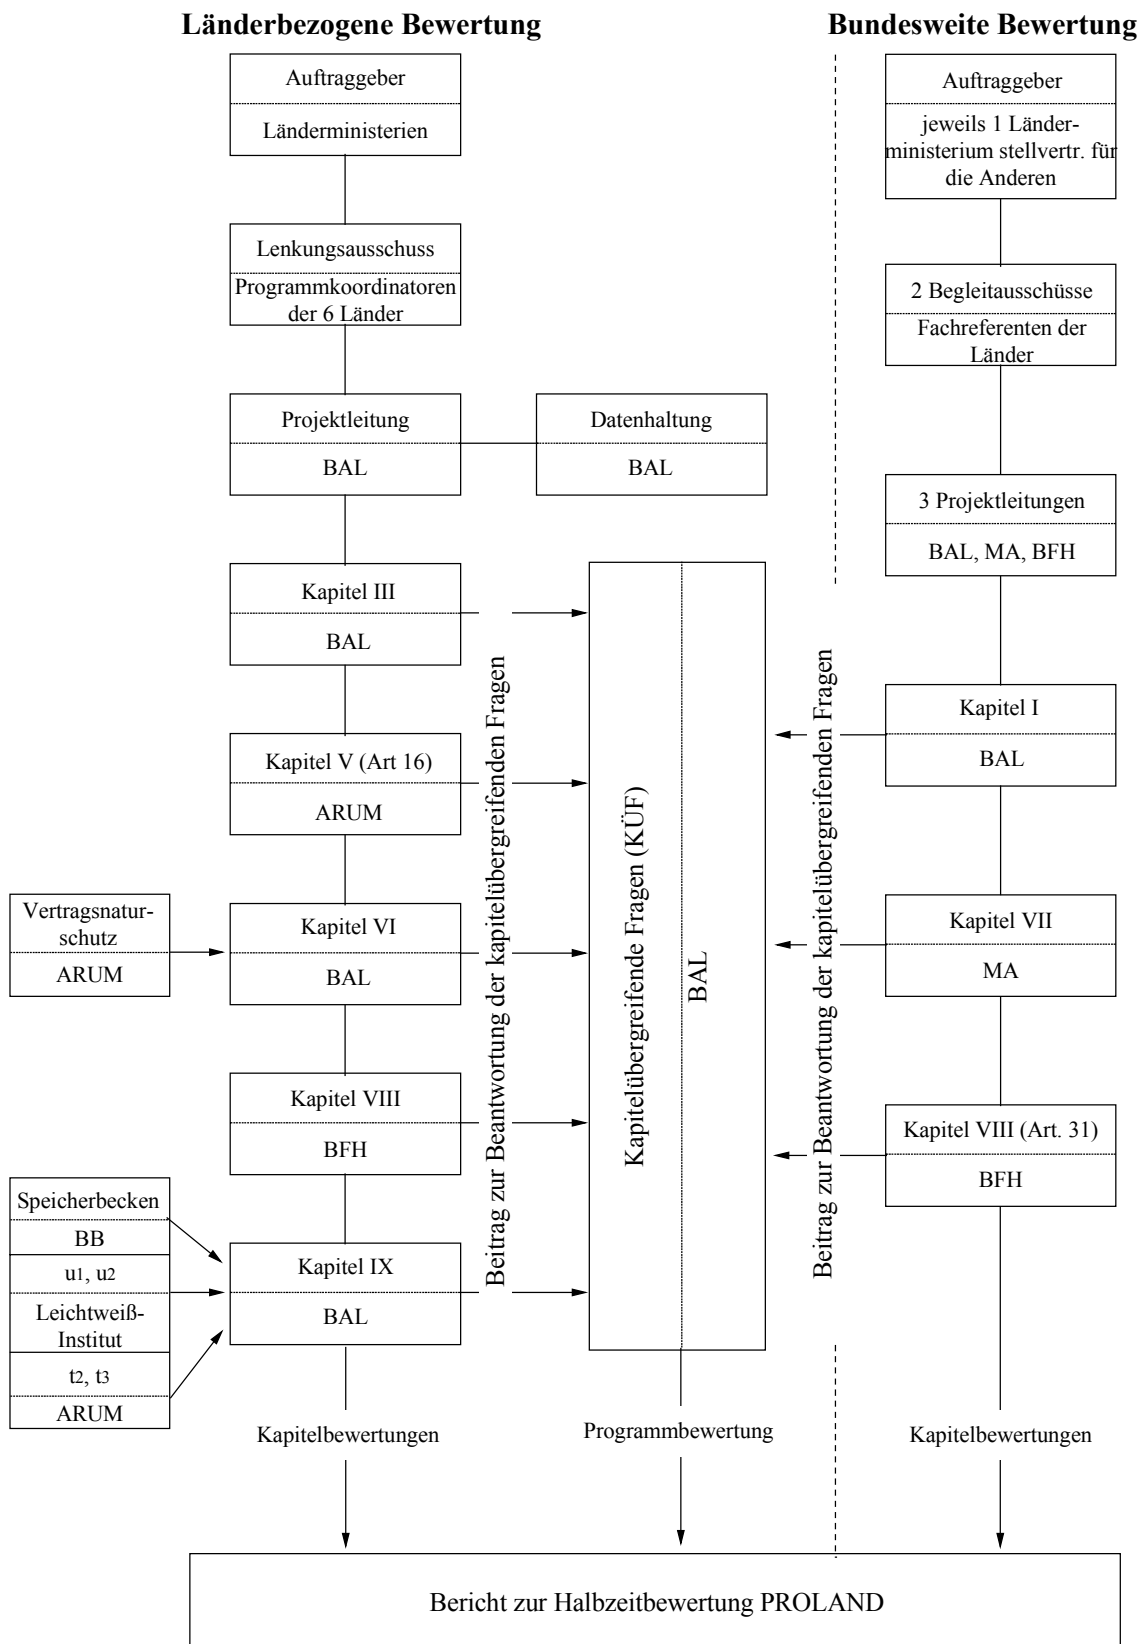 Länderbezogene Bewertung
Bundesweite Bewertung
Auftraggeber
Länderministerien
Lenkungsausschuss
Programmkoordinatoren
der 6 Länder
Projektleitung
BAL
Datenhaltung
BAL
Kapitel III
BAL
Kapitel V (Art 16)
ARUM
Vertragsnatur-
schutz
ARUM
Kapitel VI
BAL
Kapitel VIII
BFH
Speicherbecken
BB
u1, u2
Leichtweiß-
Institut
t2, t3
ARUM
Kapitel IX
BAL
Beitrag zur Beantwortung der kapitelübergreifenden Fragen
Kapitelübergreifende Fragen (KÜF)
BAL
Beitrag zur Beantwortung der kapitelübergreifenden Fragen
Auftraggeber
jeweils 1 Länder-
ministerium stellvertr. für
die Anderen
2 Begleitausschüsse
Fachreferenten der
Länder
3 Projektleitungen
BAL, MA, BFH
Kapitel I
BAL
Kapitel VII
MA
Kapitel VIII (Art. 31)
BFH
Kapitelbewertungen
Programmbewertung
Kapitelbewertungen
Bericht zur Halbzeitbewertung PROLAND